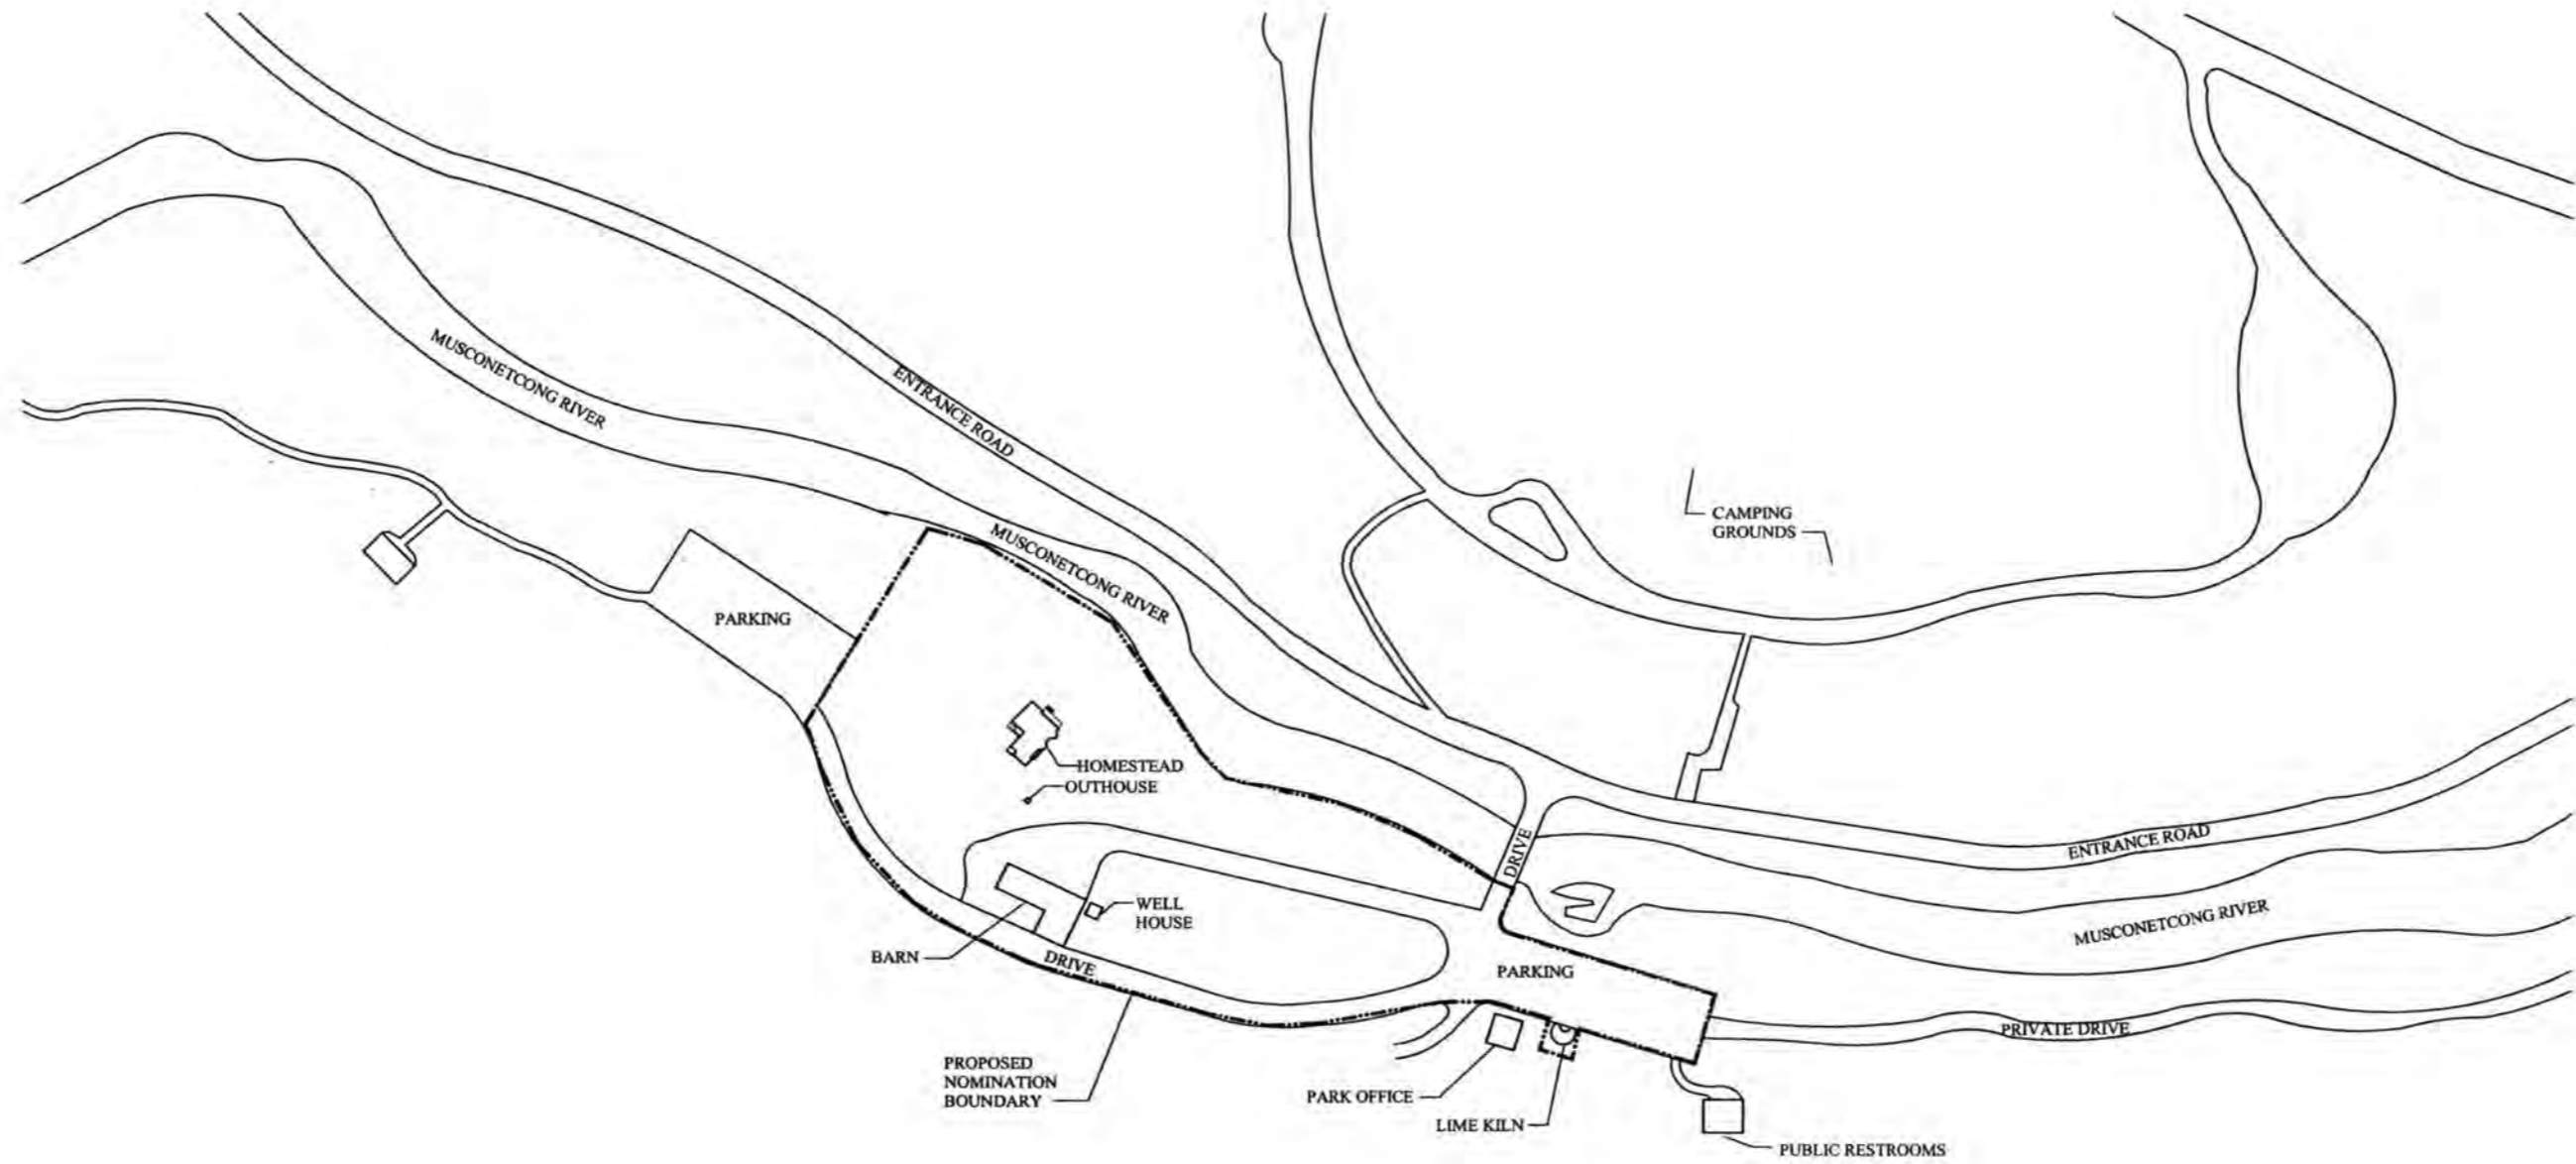 MUSCONETCONG RIVER
ENTRANCE ROAD
CAMPING
GROUNDS
MUSCONETCONG RIVER
PARKING
HOMESTEAD
OUTHOUSE
DRIVE
ENTRANCE ROAD
WELL
HOUSE
MUSCONETCONG RIVER
BARN
DRIVE
PARKING
PRIVATE DRIVE
PROPOSED
NOMINATION
BOUNDARY
PARK OFFICE
LIME KILN
PUBLIC RESTROOMS